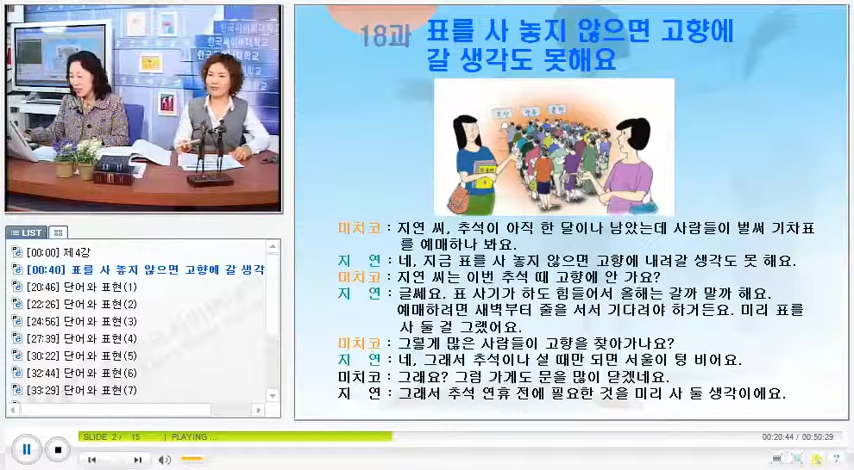 한국싸이버대학교
한국싸이버대학교
18과 표를 사 놓지 않으면 고향에
갈 생각도 못해요
미치코 : 지연 씨, 추석이 아직 한 달이나 남았는데 사람들이 벌써 기차표
를 예매하나 봐요.
지 연 : 네, 지금 표를 사 놓지 않으면 고향에 내려갈 생각도 못 해요.
미치코 : 지연 씨는 이번 추석 때 고향에 안 가요?
지 연 : 글쎄요. 표 사기가 하도 힘들어서 올해는 갈까 말까 해요.
예매하려면 새벽부터 줄을 서서 기다려야 하거든요. 미리 표를
사 둘 걸 그랬어요.
미치코 : 그렇게 많은 사람들이 고향을 찾아가나요?
지 연 : 네, 그래서 추석이나 설 때만 되면 서울이 텅 비어요.
미치코 : 그래요? 그럼 가게도 문을 많이 닫겠네요.
지 연 : 그래서 추석 연휴 전에 필요한 것을 미리 사 둘 생각이에요.
LIST
[00:00] 제4강
[00:40] 표를 사 놓지 않으면 고향에 갈 생각
[20:46] 단어와 표현(1)
[22:26] 단어와 표현(2)
[24:56] 단어와 표현(3)
[27:39] 단어와 표현(4)
[30:22] 단어와 표현(5)
[32:44] 단어와 표현(6)
[33:29] 단어와 표현(7)
SLIDE 2 / 15 | PLAYING ...
00:20:44 / 00:50:29